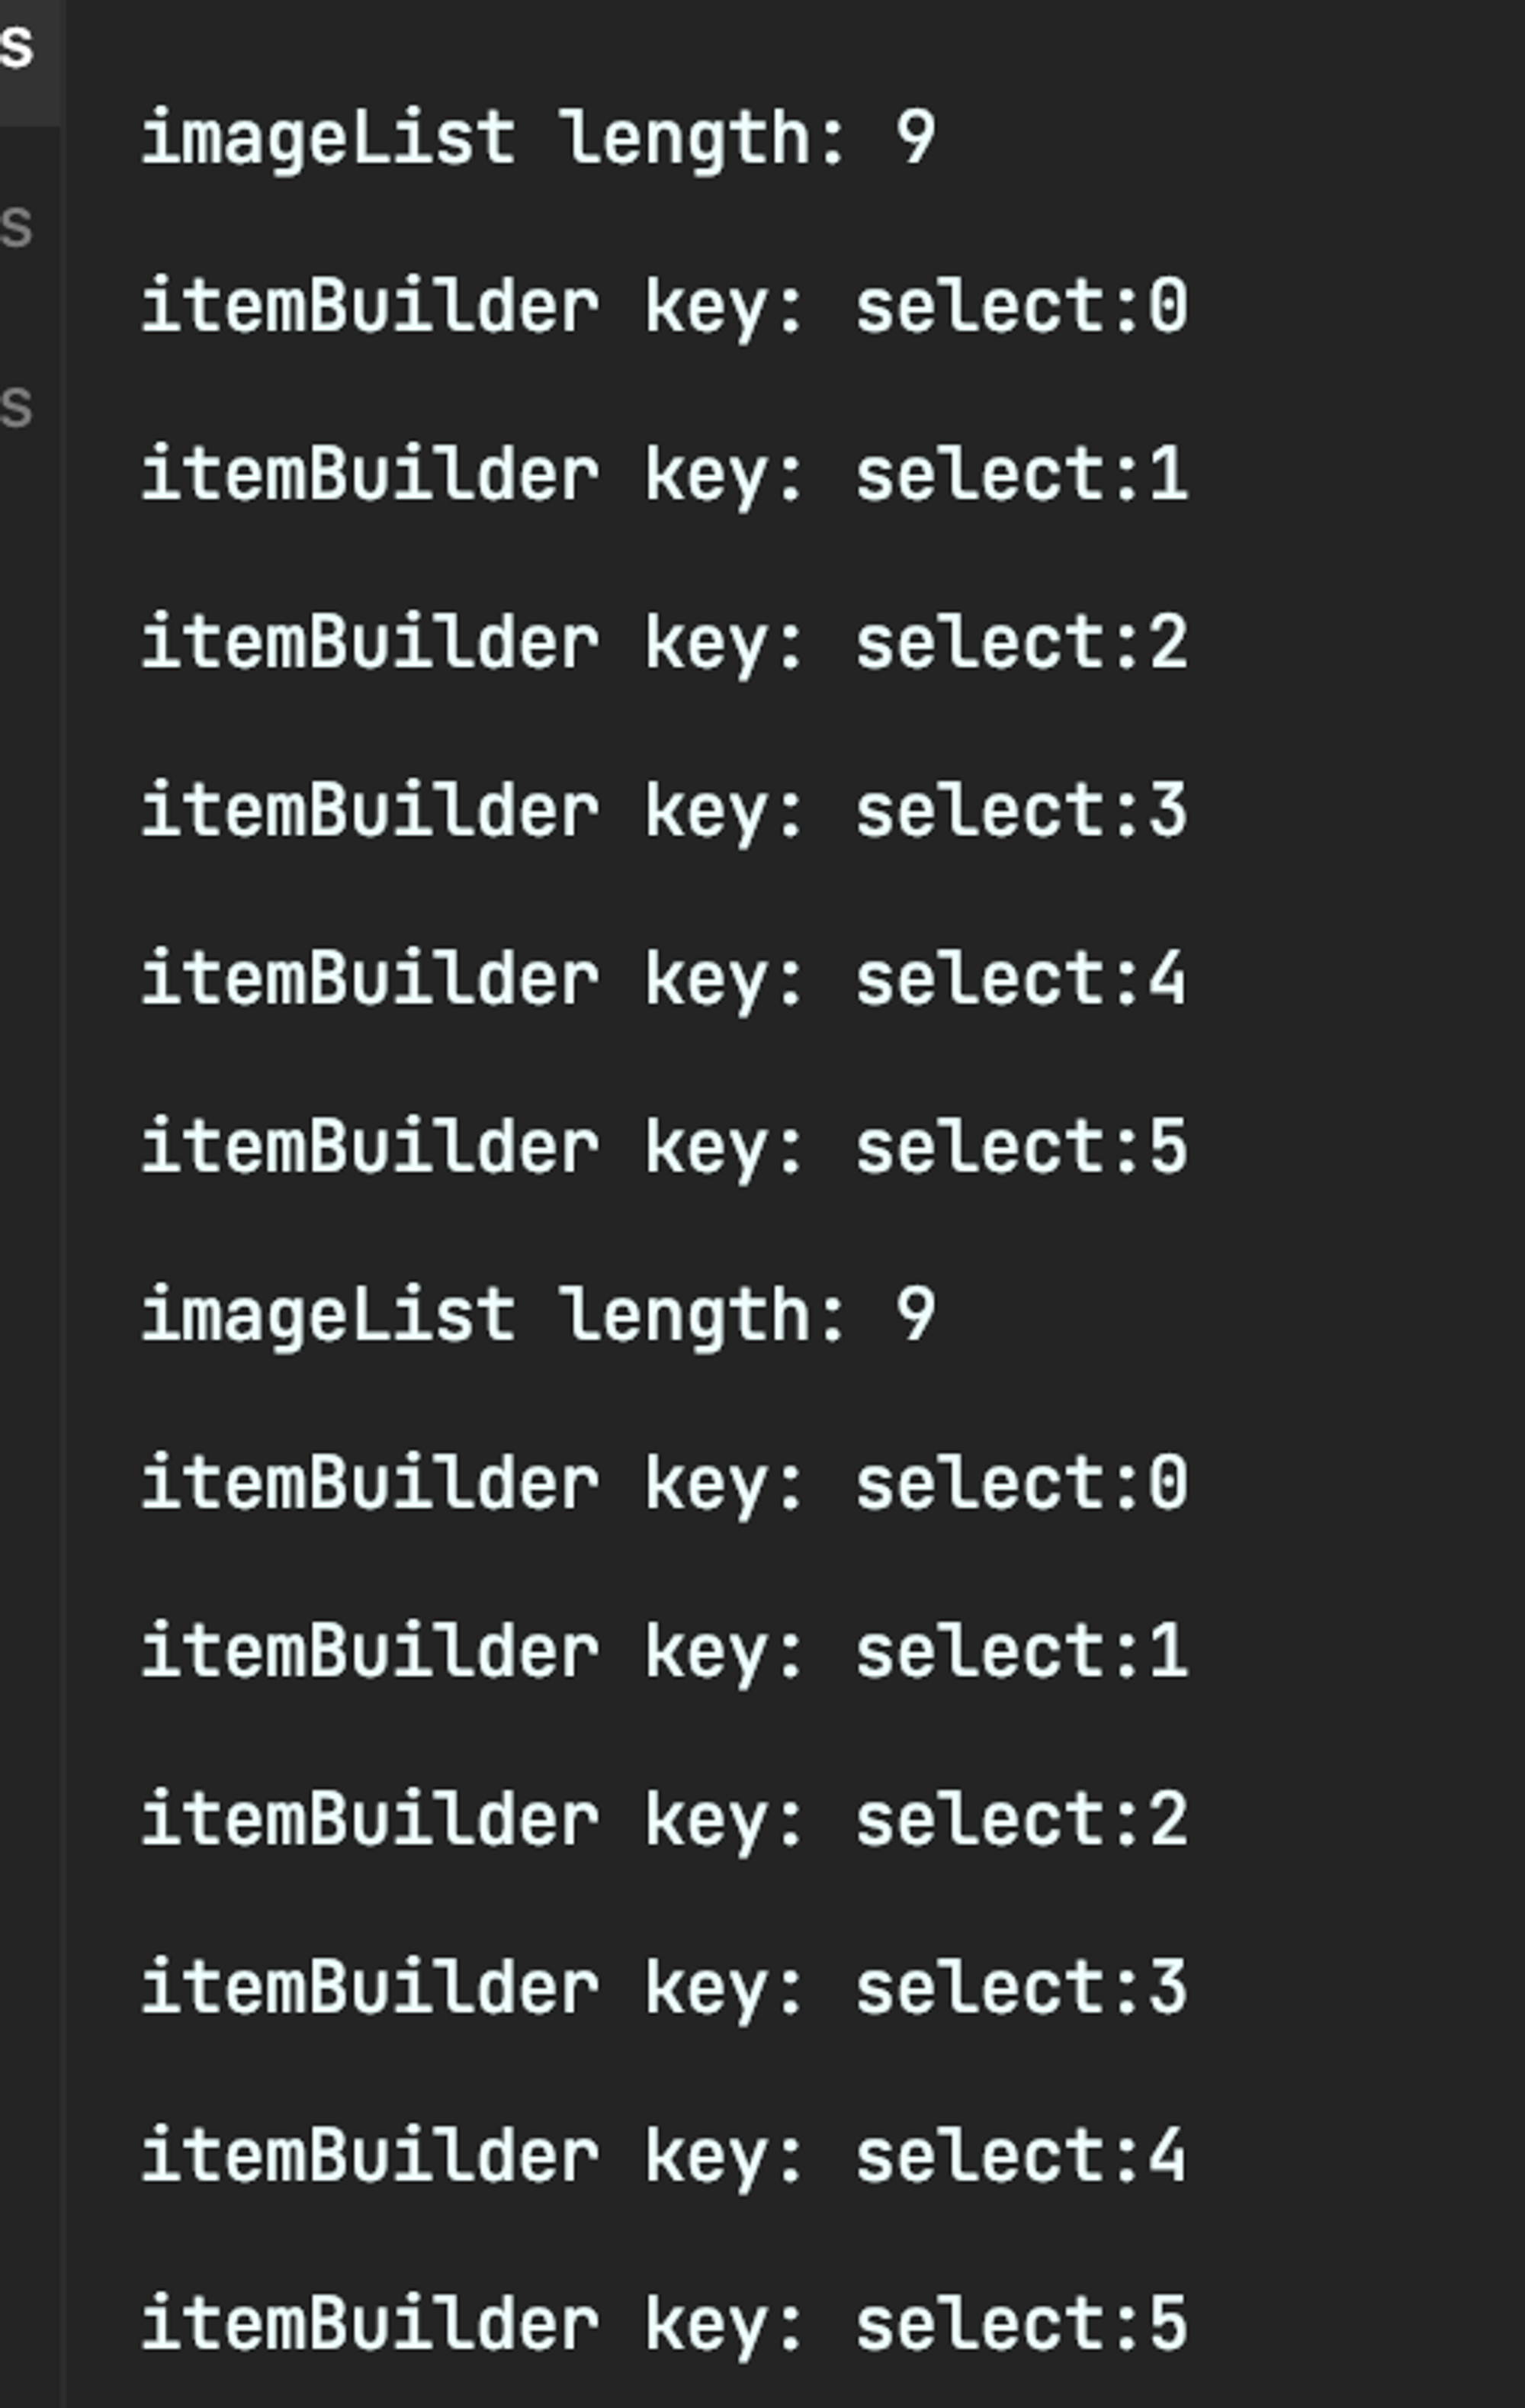 s
imageList length: 9
s
itemBuilder key: select:0
s
itemBuilder key: select:1
itemBuilder key: select:2
itemBuilder key: select:3
itemBuilder key: select:4
itemBuilder key: select:5
imageList length: 9
itemBuilder key: select:0
itemBuilder key: select:1
itemBuilder key: select:2
itemBuilder key: select:3
itemBuilder key: select:4
itemBuilder key: select:5